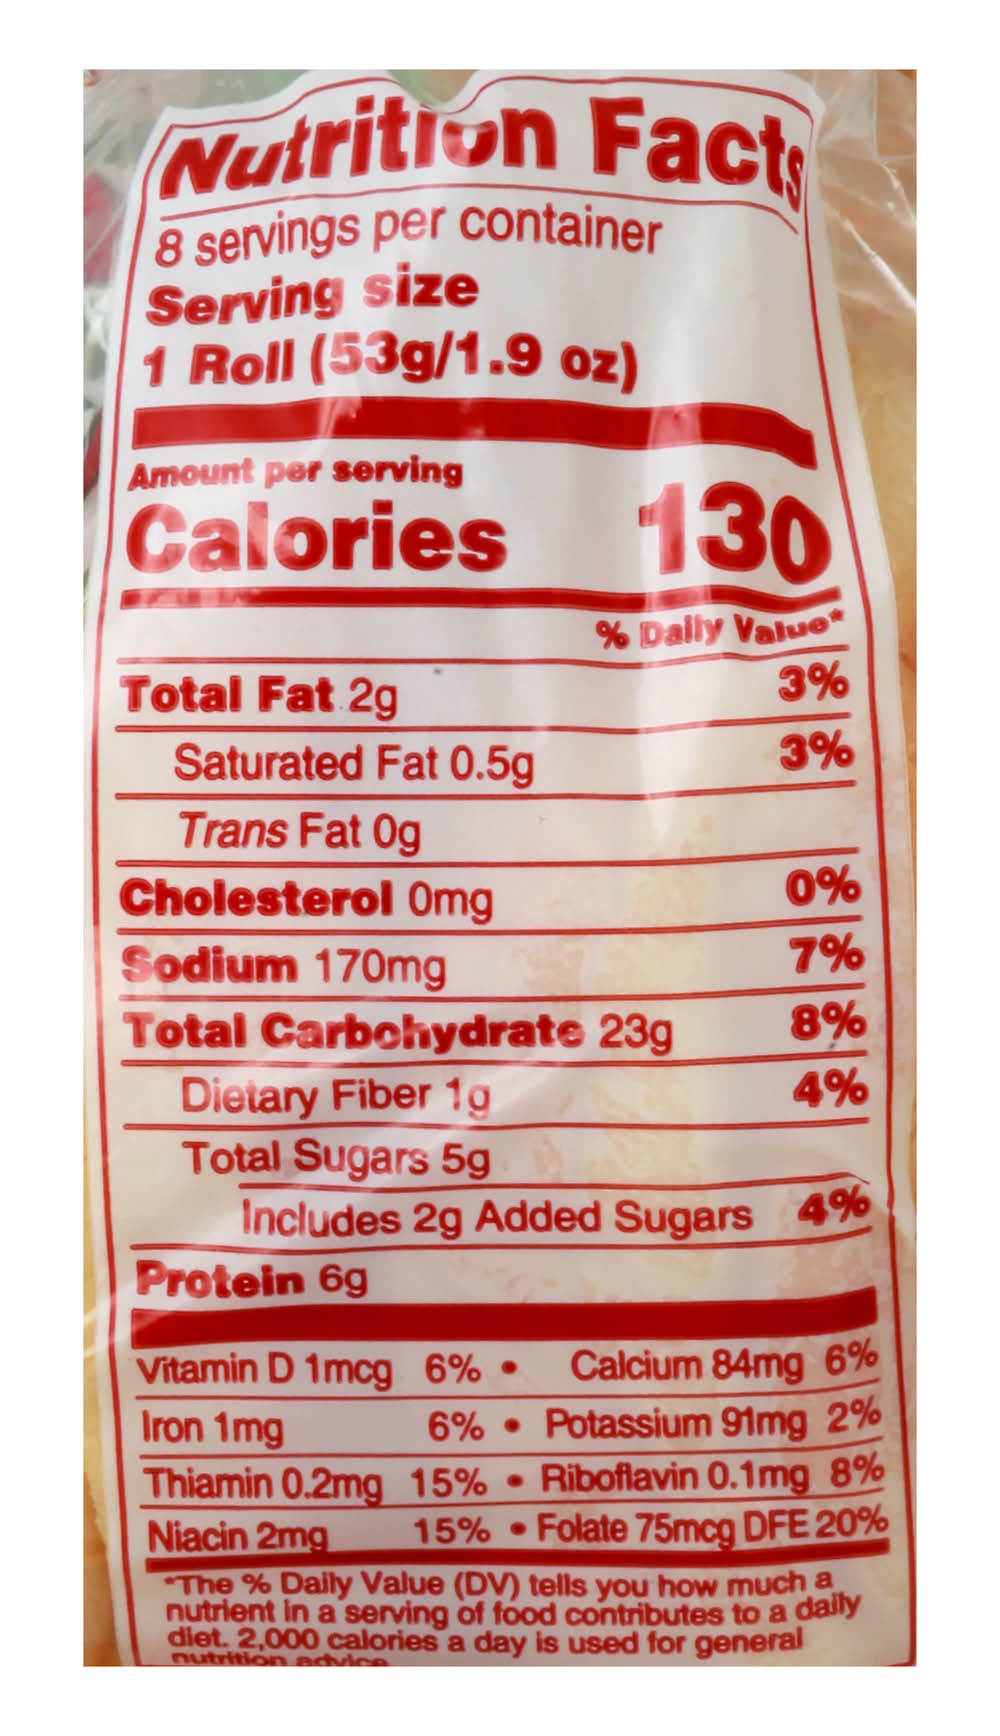 Nutrition Facts
8 servings per container
Serving size
1 Roll (53g/1.9 oz)
Amount per serving
Calories 130
% Daily Value*
Total Fat 2g 3%
Saturated Fat 0.5g 3%
Trans Fat 0g
Cholesterol 0mg 0%
Sodium 170mg 7%
Total Carbohydrate 23g 8%
Dietary Fiber 1g 4%
Total Sugars 5g
Includes 2g Added Sugars 4%
Protein 6g
Vitamin D 1mcg 6% • Calcium 84mg 6%
Iron 1mg 6% • Potassium 91mg 2%
Thiamin 0.2mg 15% • Riboflavin 0.1mg 8%
Niacin 2mg 15% • Folate 75mcg DFE 20%
*The % Daily Value (DV) tells you how much a
nutrient in a serving of food contributes to a daily
diet. 2,000 calories a day is used for general
nutrition advice